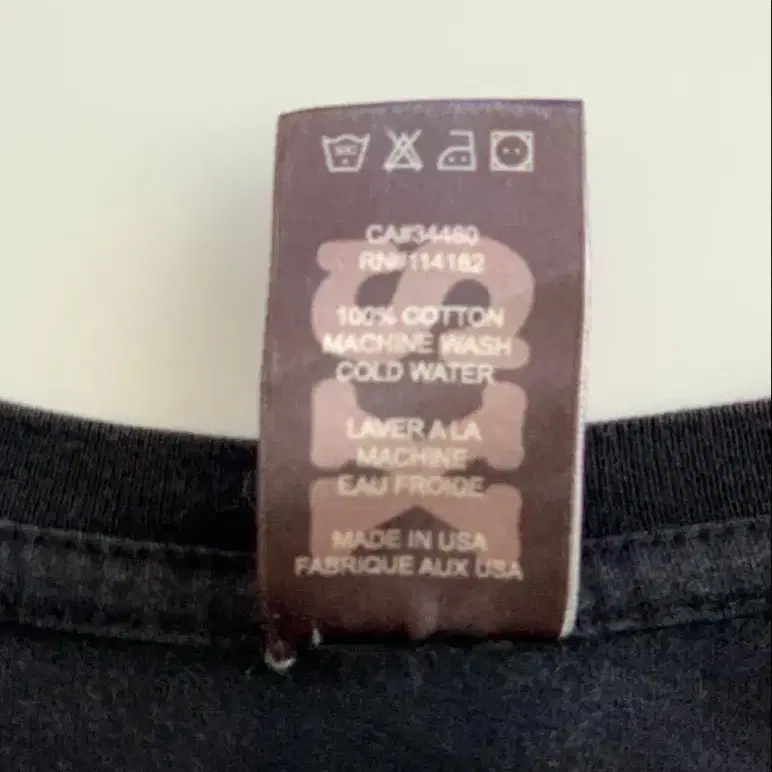 CA#34480
RN#114182
100% COTTON
MACHINE WASH
COLD WATER
LAVER A LA
MACHINE
EAU FROIDE
MADE IN USA
FABRIQUE AUX USA